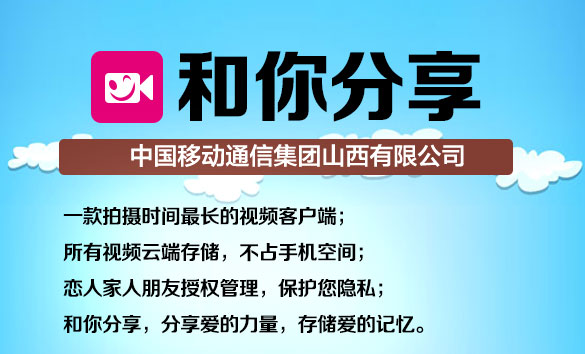 和你分享
中国移动通信集团山西有限公司
一款拍摄时间最长的视频客户端；
所有视频云端存储，不占手机空间；
恋人家人朋友授权管理，保护您隐私；
和你分享，分享爱的力量，存储爱的记忆。